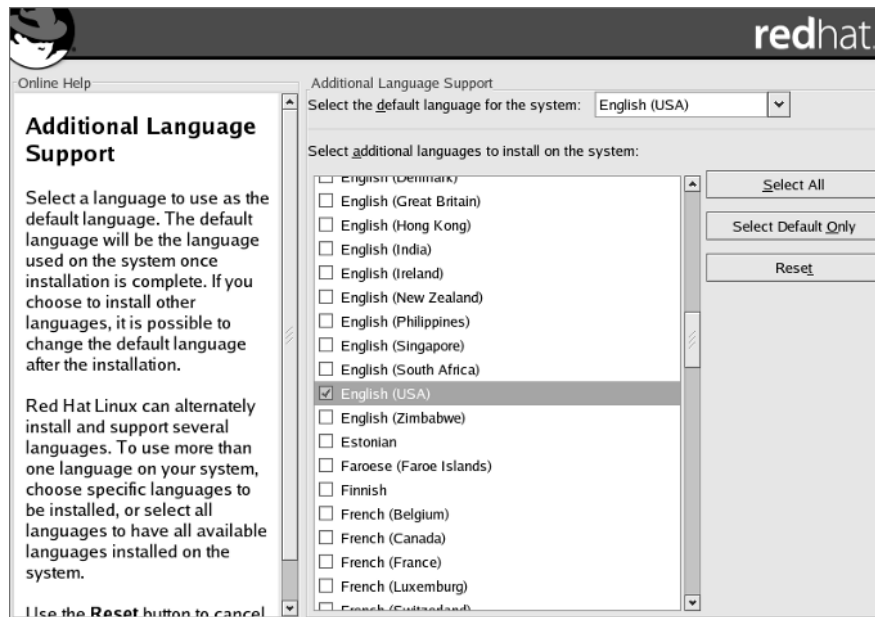 redhat.
Online Help
Additional Language
Support
Select a language to use as the
default language. The default
language will be the language
used on the system once
installation is complete. If you
choose to install other
languages, it is possible to
change the default language
after the installation.
Red Hat Linux can alternately
install and support several
languages. To use more than
one language on your system,
choose specific languages to
be installed, or select all
languages to have all available
languages installed on the
system.
Use the Reset button to cancel
Additional Language Support
Select the default language for the system: English (USA)
Select additional languages to install on the system:
English (Denmark)
English (Great Britain)
English (Hong Kong)
English (India)
English (Ireland)
English (New Zealand)
English (Philippines)
English (Singapore)
English (South Africa)
English (USA)
English (Zimbabwe)
Estonian
Faroese (Faroe Islands)
Finnish
French (Belgium)
French (Canada)
French (France)
French (Luxemburg)
French (Switzerland)
Select All
Select Default Only
Reset